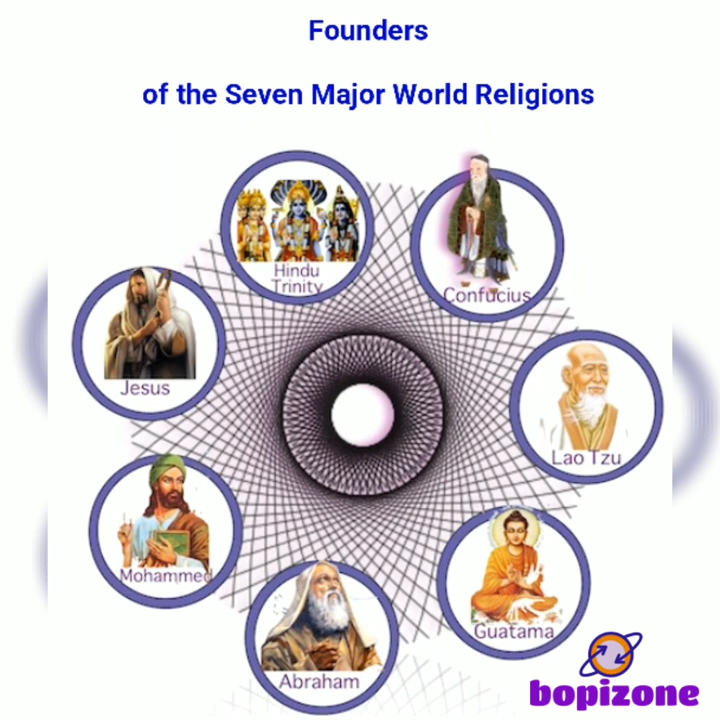 Founders
of the Seven Major World Religions
Hindu
Trinity
Confucius
Jesus
Lao Tzu
Mohammed
Guatama
Abraham
bopizone